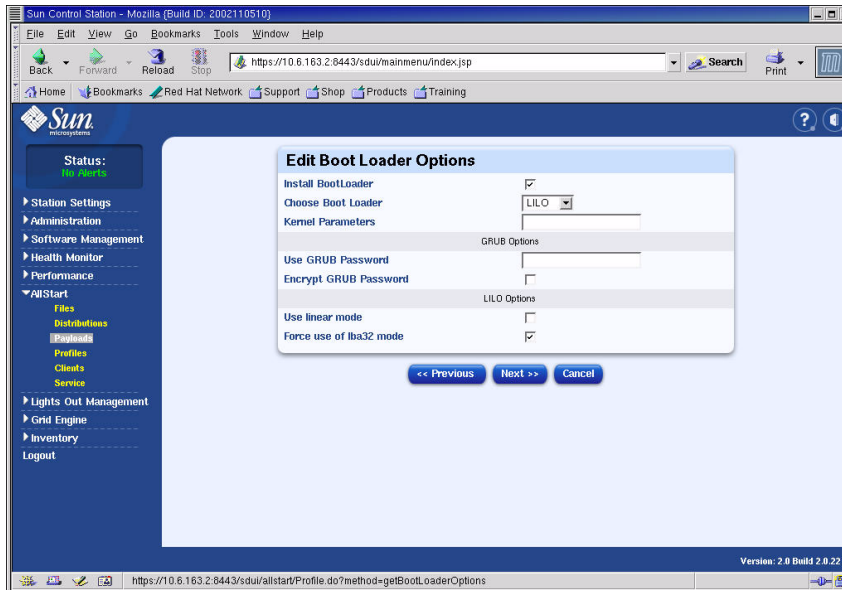 Sun Control Station - Mozilla {Build ID: 2002110510}
File Edit View Go Bookmarks Tools Window Help
Back Forward Reload Stop https://10.6.163.2:8443/sdui/mainmenu/index.jsp Search Print
Home Bookmarks Red Hat Network Support Shop Products Training
Sun
microsystems
Status:
No Alerts
Station Settings
Administration
Software Management
Health Monitor
Performance
AllStart
Files
Distributions
Payloads
Profiles
Clients
Service
Lights Out Management
Grid Engine
Inventory
Logout
Edit Boot Loader Options
Install BootLoader
Choose Boot Loader LILO
Kernel Parameters
GRUB Options
Use GRUB Password
Encrypt GRUB Password
LILO Options
Use linear mode
Force use of lba32 mode
<< Previous Next >> Cancel
Version: 2.0 Build 2.0.22
https://10.6.163.2:8443/sdui/allstart/Profile.do?method=getBootLoaderOptions